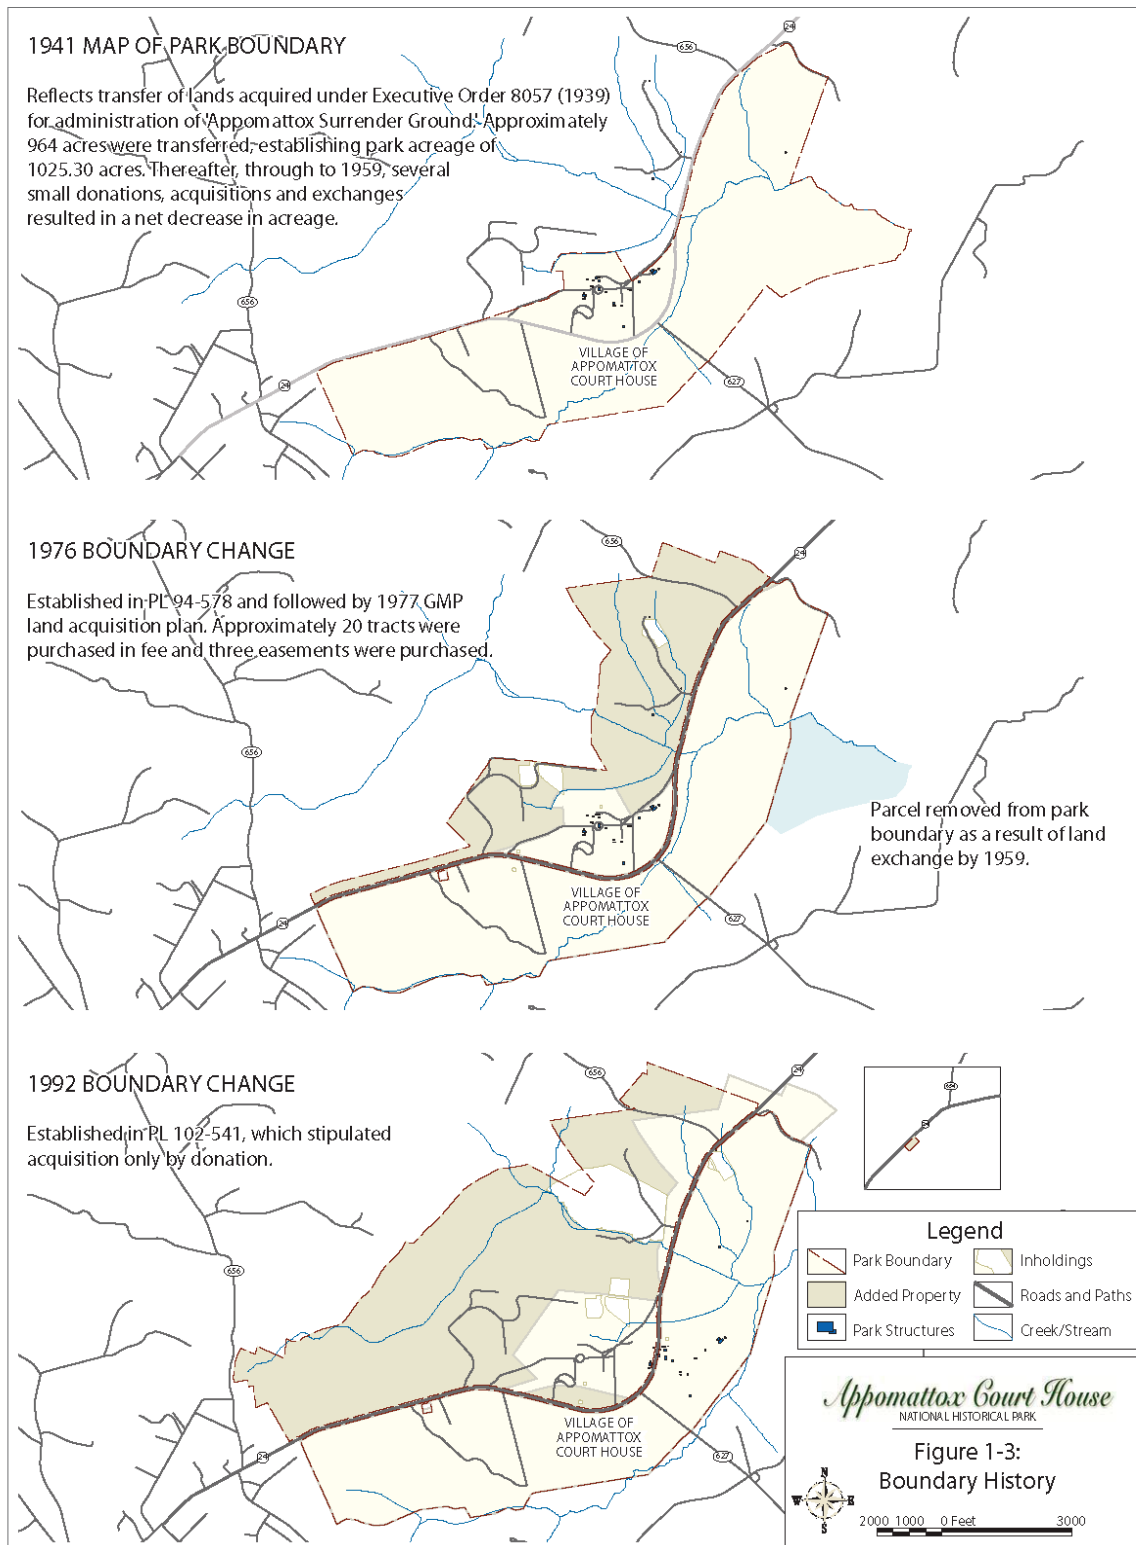 1941 MAP OF PARK BOUNDARY
Reflects transfer of lands acquired under Executive Order 8057 (1939)
for administration of 'Appomattox Surrender Ground.' Approximately
964 acres were transferred, establishing park acreage of
1025.30 acres. Thereafter, through to 1959, several
small donations, acquisitions and exchanges
resulted in a net decrease in acreage.
24
656
656
24
627
VILLAGE OF
APPOMATTOX
COURT HOUSE
1976 BOUNDARY CHANGE
Established in PL 94-578 and followed by 1977 GMP
land acquisition plan. Approximately 20 tracts were
purchased in fee and three easements were purchased.
656
24
656
24
627
Parcel removed from park
boundary as a result of land
exchange by 1959.
VILLAGE OF
APPOMATTOX
COURT HOUSE
1992 BOUNDARY CHANGE
Established in PL 102-541, which stipulated
acquisition only by donation.
656
24
656
24
627
VILLAGE OF
APPOMATTOX
COURT HOUSE
24
Legend
Park Boundary
Inholdings
Added Property
Roads and Paths
Park Structures
Creek/Stream
Appomattox Court House
NATIONAL HISTORICAL PARK
Figure 1-3:
Boundary History
N
W
E
S
2000 1000 0 Feet 3000